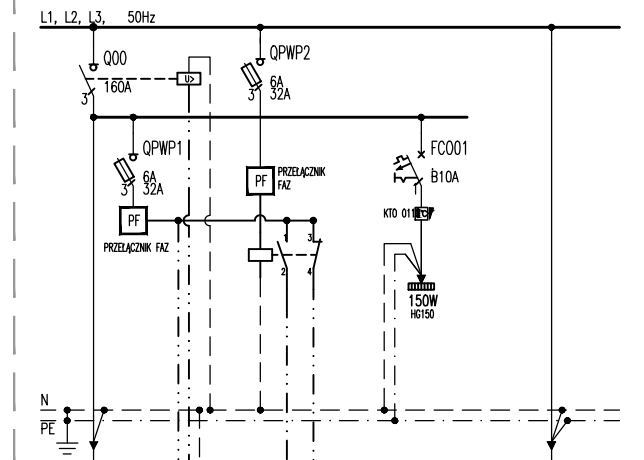 L1, L2, L3, 50Hz
Q00
160A
3
U>
QPWP2
6A
32A
3
QPWP1
6A
32A
3
PF
PRZEŁĄCZNIK FAZ
PF
PRZEŁĄCZNIK
FAZ
1
2
3
4
FC001
B10A
1
KTO 011
150W
HG150
N
PE